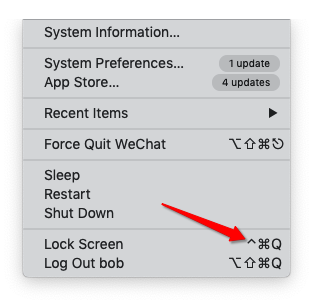 System Information...
System Preferences... 1 update
App Store... 4 updates
Recent Items ▶
Force Quit WeChat ⌥⇧⌘⎋
Sleep
Restart
Shut Down
Lock Screen ^⌘Q
Log Out bob ⌥⇧⌘Q